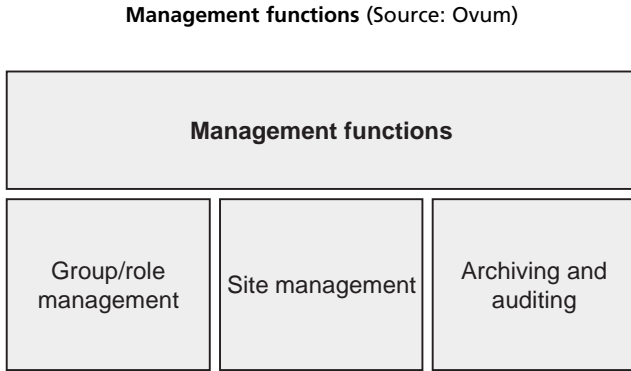 Management functions (Source: Ovum)
Management functions
Group/role
management
Site management
Archiving and
auditing